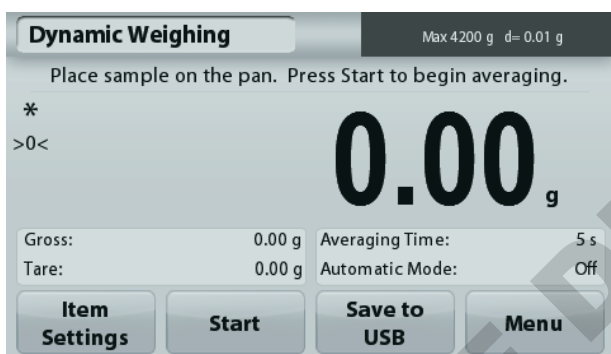 Dynamic Weighing
Max 4200 g d= 0.01 g
Place sample on the pan. Press Start to begin averaging.
*
>0<
0.00 g
Gross: 0.00 g
Tare: 0.00 g
Averaging Time: 5 s
Automatic Mode: Off
Item Settings
Start
Save to USB
Menu